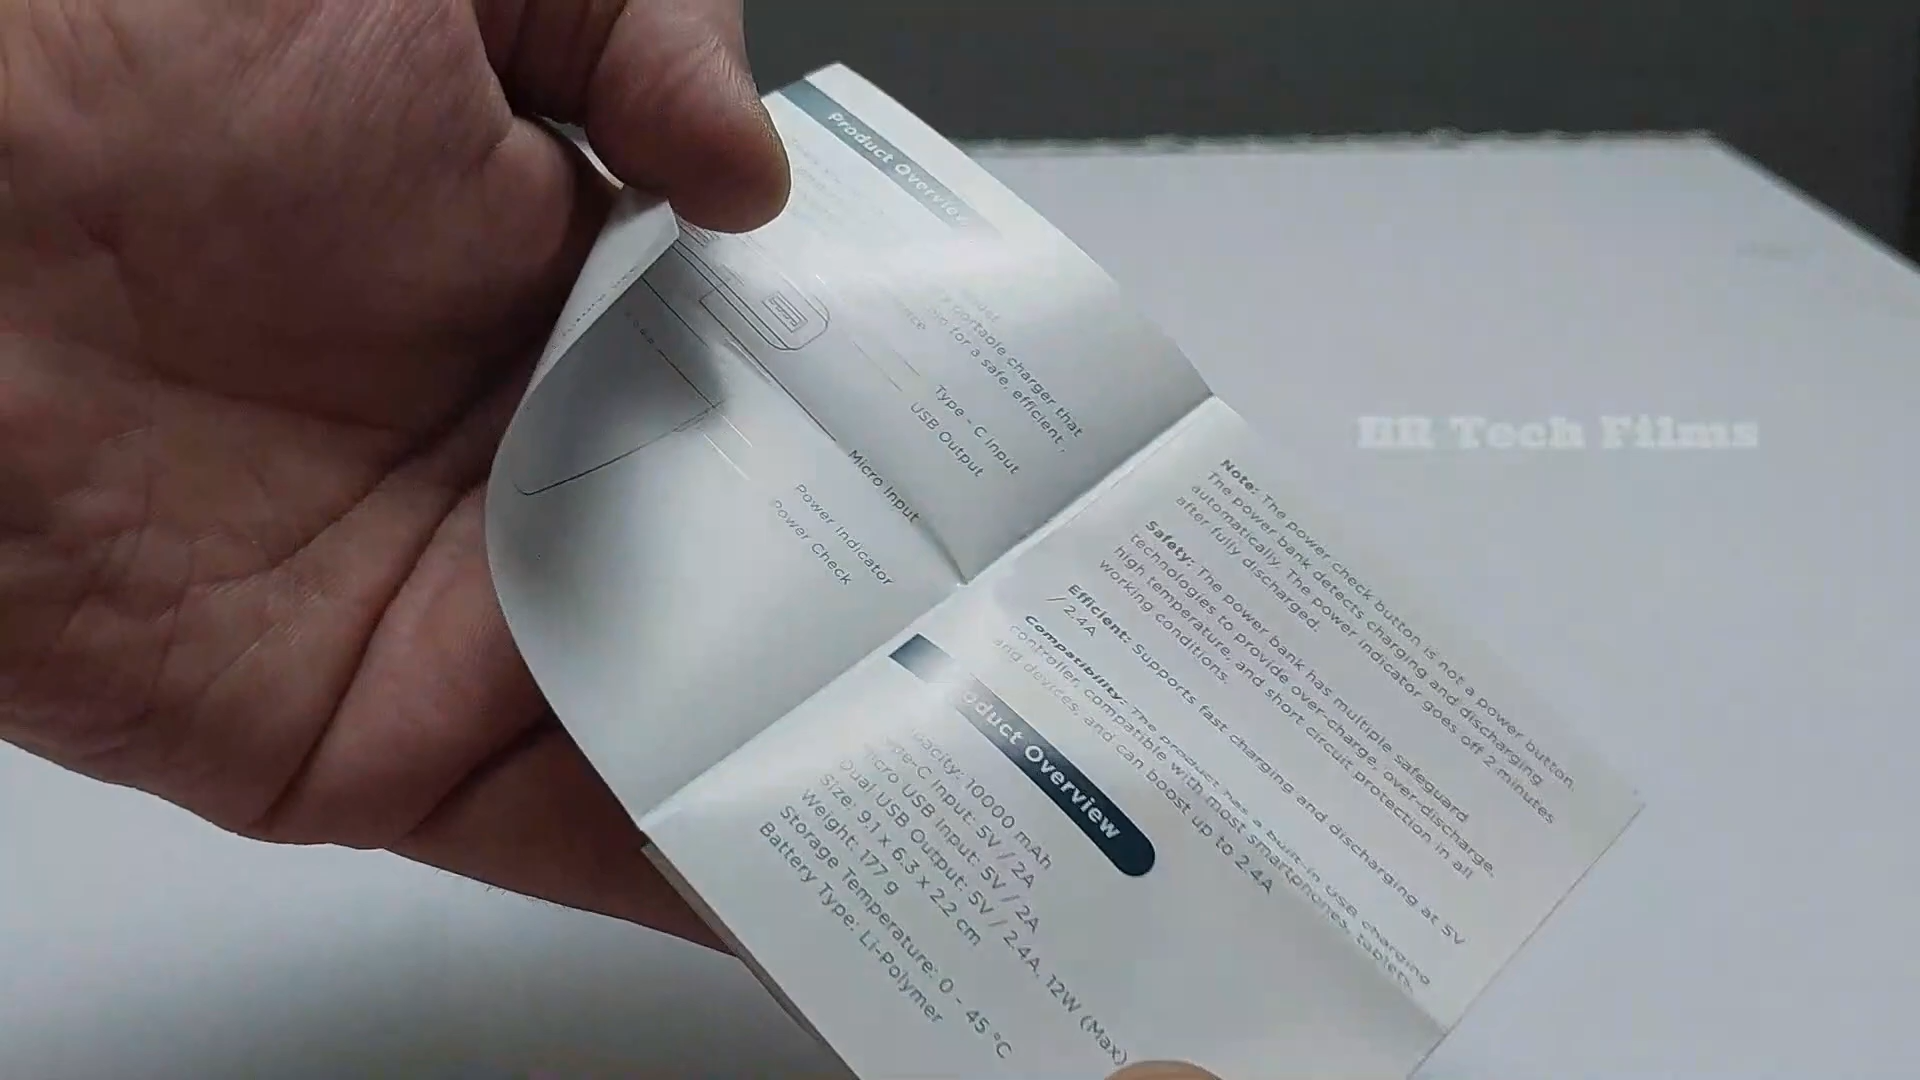 Product Overview
portable charger that
for a safe, efficient,
Type - C Input
USB Output
Micro Input
Power Indicator
Power Check
BR Tech Films
Note: The power check button is not a power button.
The power bank detects charging and discharging
automatically. The power indicator goes off 2 minutes
after fully discharged.
Safety: The power bank has multiple safeguard
technologies to provide over-charge, over-discharge,
high temperature, and short circuit protection in all
working conditions.
Efficient: Supports fast charging and discharging at 5V
/ 2.4A
Compatibility: The product has a built-in USB charging
controller, compatible with most smartphones, tablets,
and devices, and can boost up to 2.4A
Product Overview
Capacity: 10000 mAh
Type-C Input: 5V / 2A
Micro USB Input: 5V / 2A
Dual USB Output: 5V / 2.4A, 12W (Max)
Size: 9.1 x 6.3 x 2.2 cm
Weight: 177 g
Storage Temperature: 0 - 45 °C
Battery Type: Li-Polymer